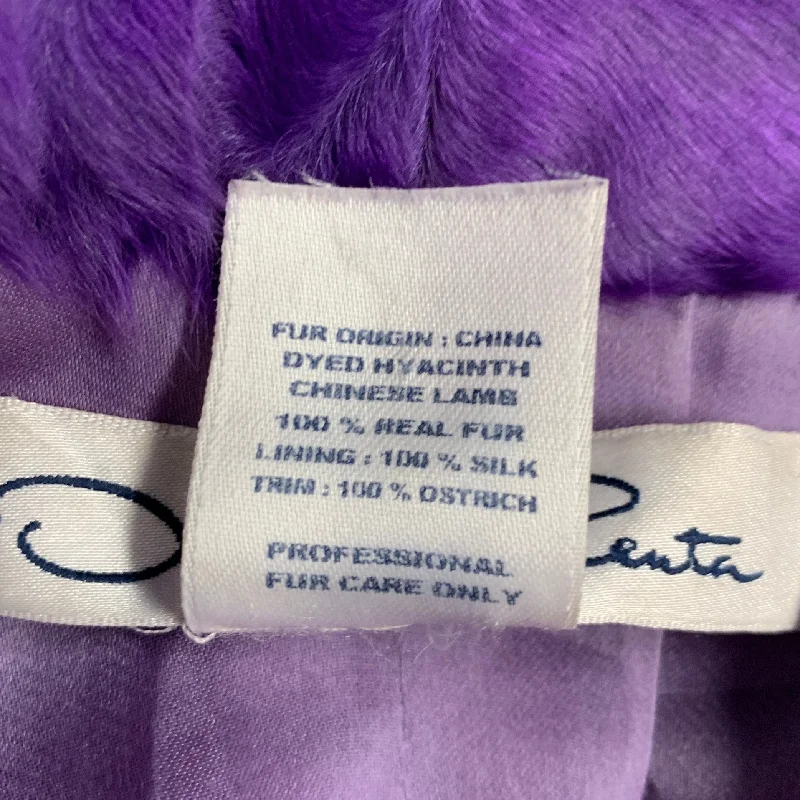 FUR ORIGIN : CHINA
DYED HYACINTH
CHINESE LAMB
100 % REAL FUR
LINING : 100 % SILK
TRIM : 100 % OSTRICH
PROFESSIONAL
FUR CARE ONLY
Renta